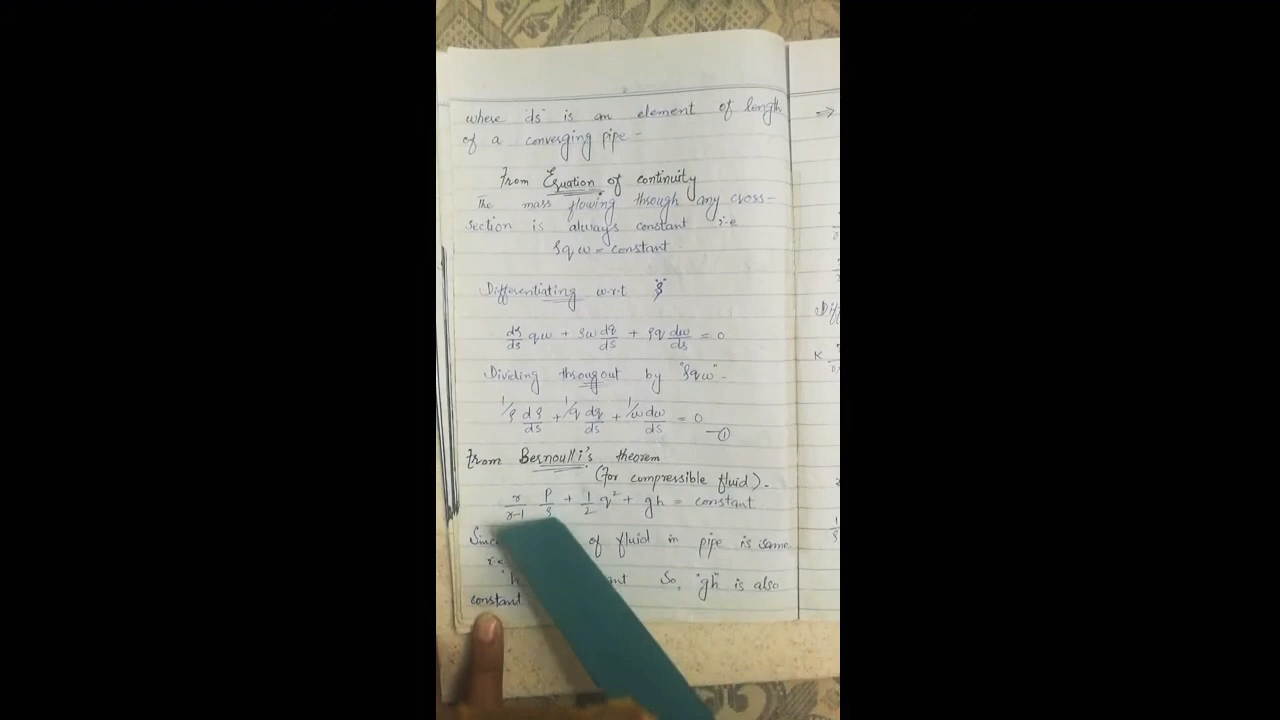 where "ds" is an element of length
of a converging pipe -
From Equation of continuity
The mass flowing through any cross-
section is always constant i.e
ρqω = constant
Differentiating w.r.t "s"
dρ/ds qω + ρω dq/ds + ρq dω/ds = 0
Dividing througout by "ρqω" -
1/ρ dρ/ds + 1/q dq/ds + 1/ω dω/ds = 0 —①
From Bernoulli's theorem
(For compressible fluid).
r/r-1 P/ρ + 1/2 q² + gh = constant
Since of fluid in pipe is same
i.e
So, "gh" is also
constant
⇒